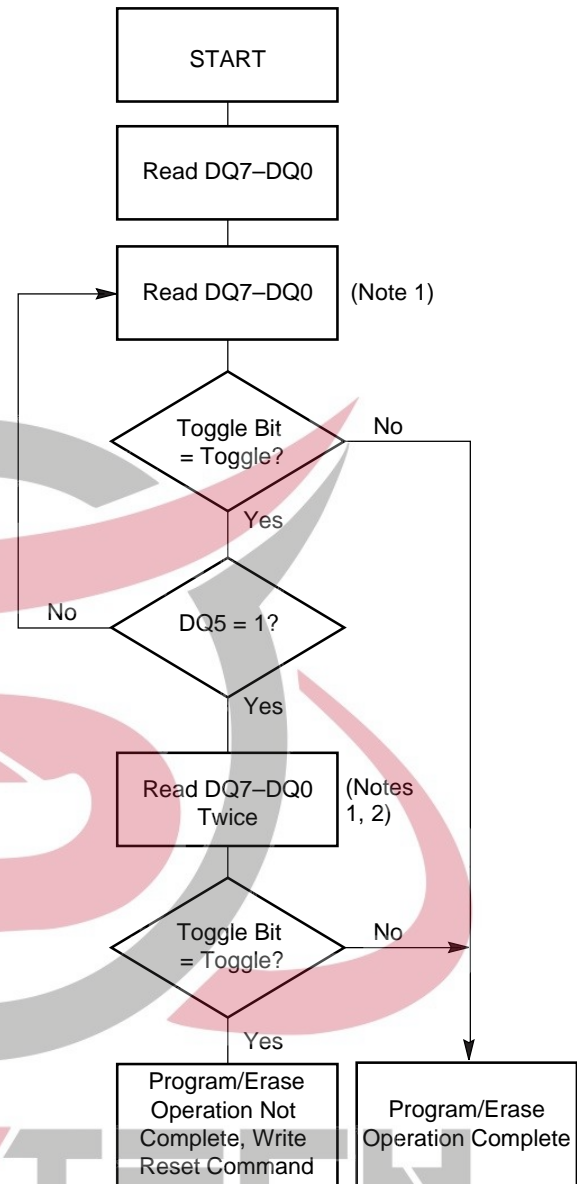 START
Read DQ7–DQ0
Read DQ7–DQ0
(Note 1)
Toggle Bit
= Toggle?
No
Yes
DQ5 = 1?
No
Yes
Read DQ7–DQ0
Twice
(Notes
1, 2)
Toggle Bit
= Toggle?
No
Yes
Program/Erase
Operation Not
Complete, Write
Reset Command
Program/Erase
Operation Complete